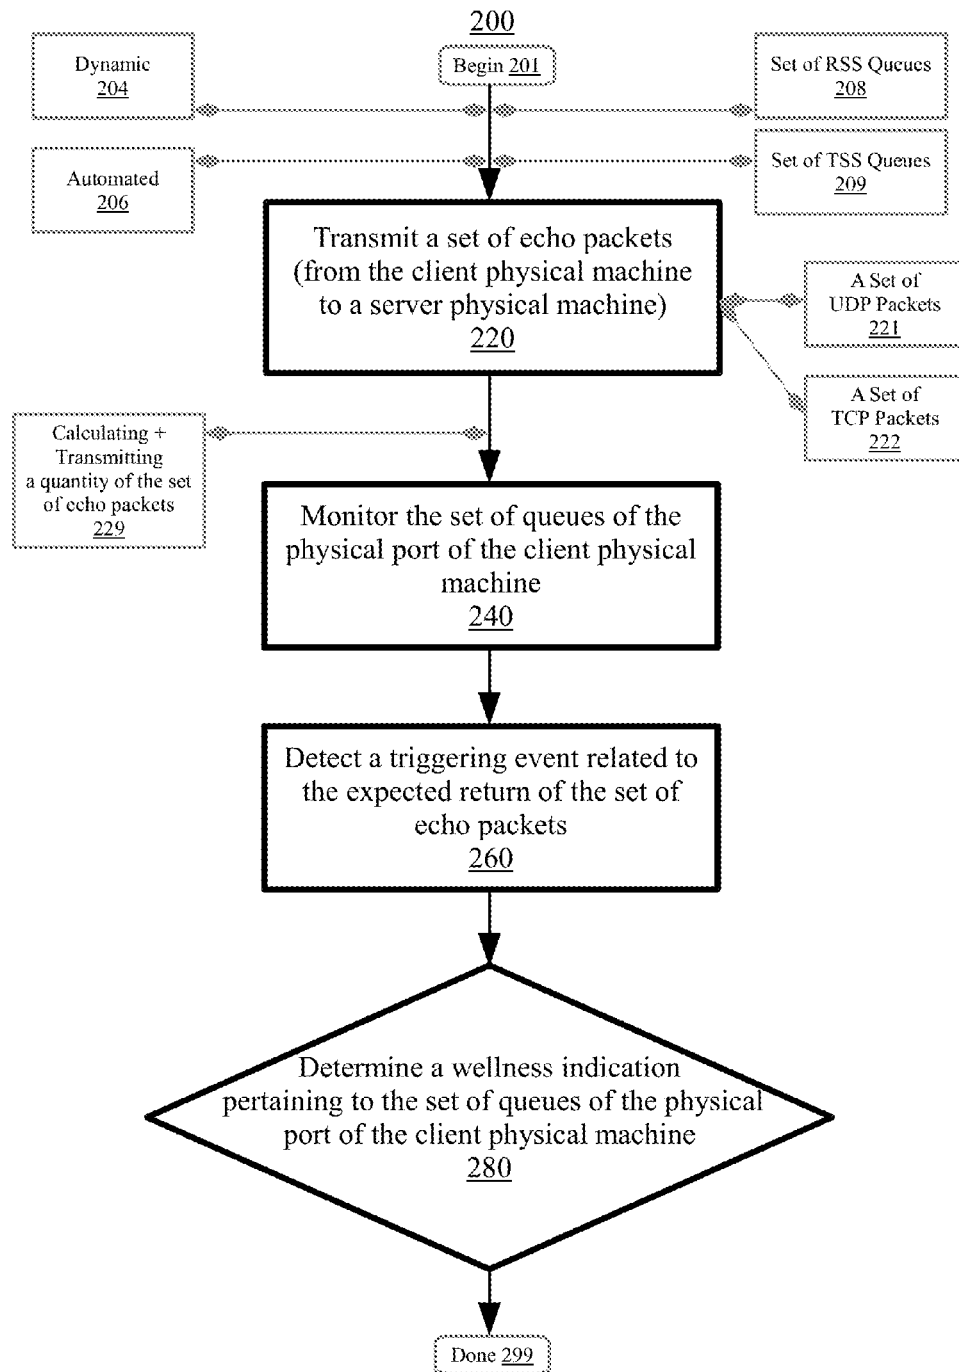 200
Begin 201
Dynamic
204
Set of RSS Queues
208
Automated
206
Set of TSS Queues
209
Transmit a set of echo packets
(from the client physical machine
to a server physical machine)
220
A Set of
UDP Packets
221
A Set of
TCP Packets
222
Calculating +
Transmitting
a quantity of the set
of echo packets
229
Monitor the set of queues of the
physical port of the client physical
machine
240
Detect a triggering event related to
the expected return of the set of
echo packets
260
Determine a wellness indication
pertaining to the set of queues of the physical
port of the client physical machine
280
Done 299